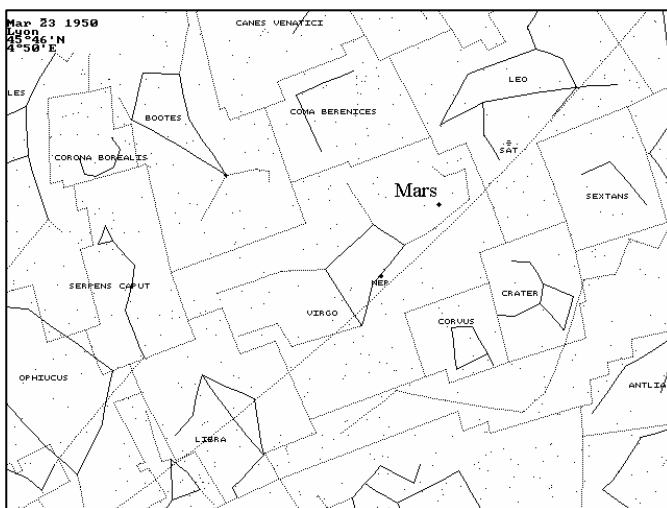 Mar 23 1950
Lyon
45°46'N
4°50'E
CANES VENATICI
LEO
LES
BOOTES
COMA BERENICES
CORONA BOREALIS
SAT
Mars
SEXTANS
SERPENS CAPUT
NEP
CRATER
VIRGO
CORVUS
OPHIUCUS
ANTLIA
LIBRA